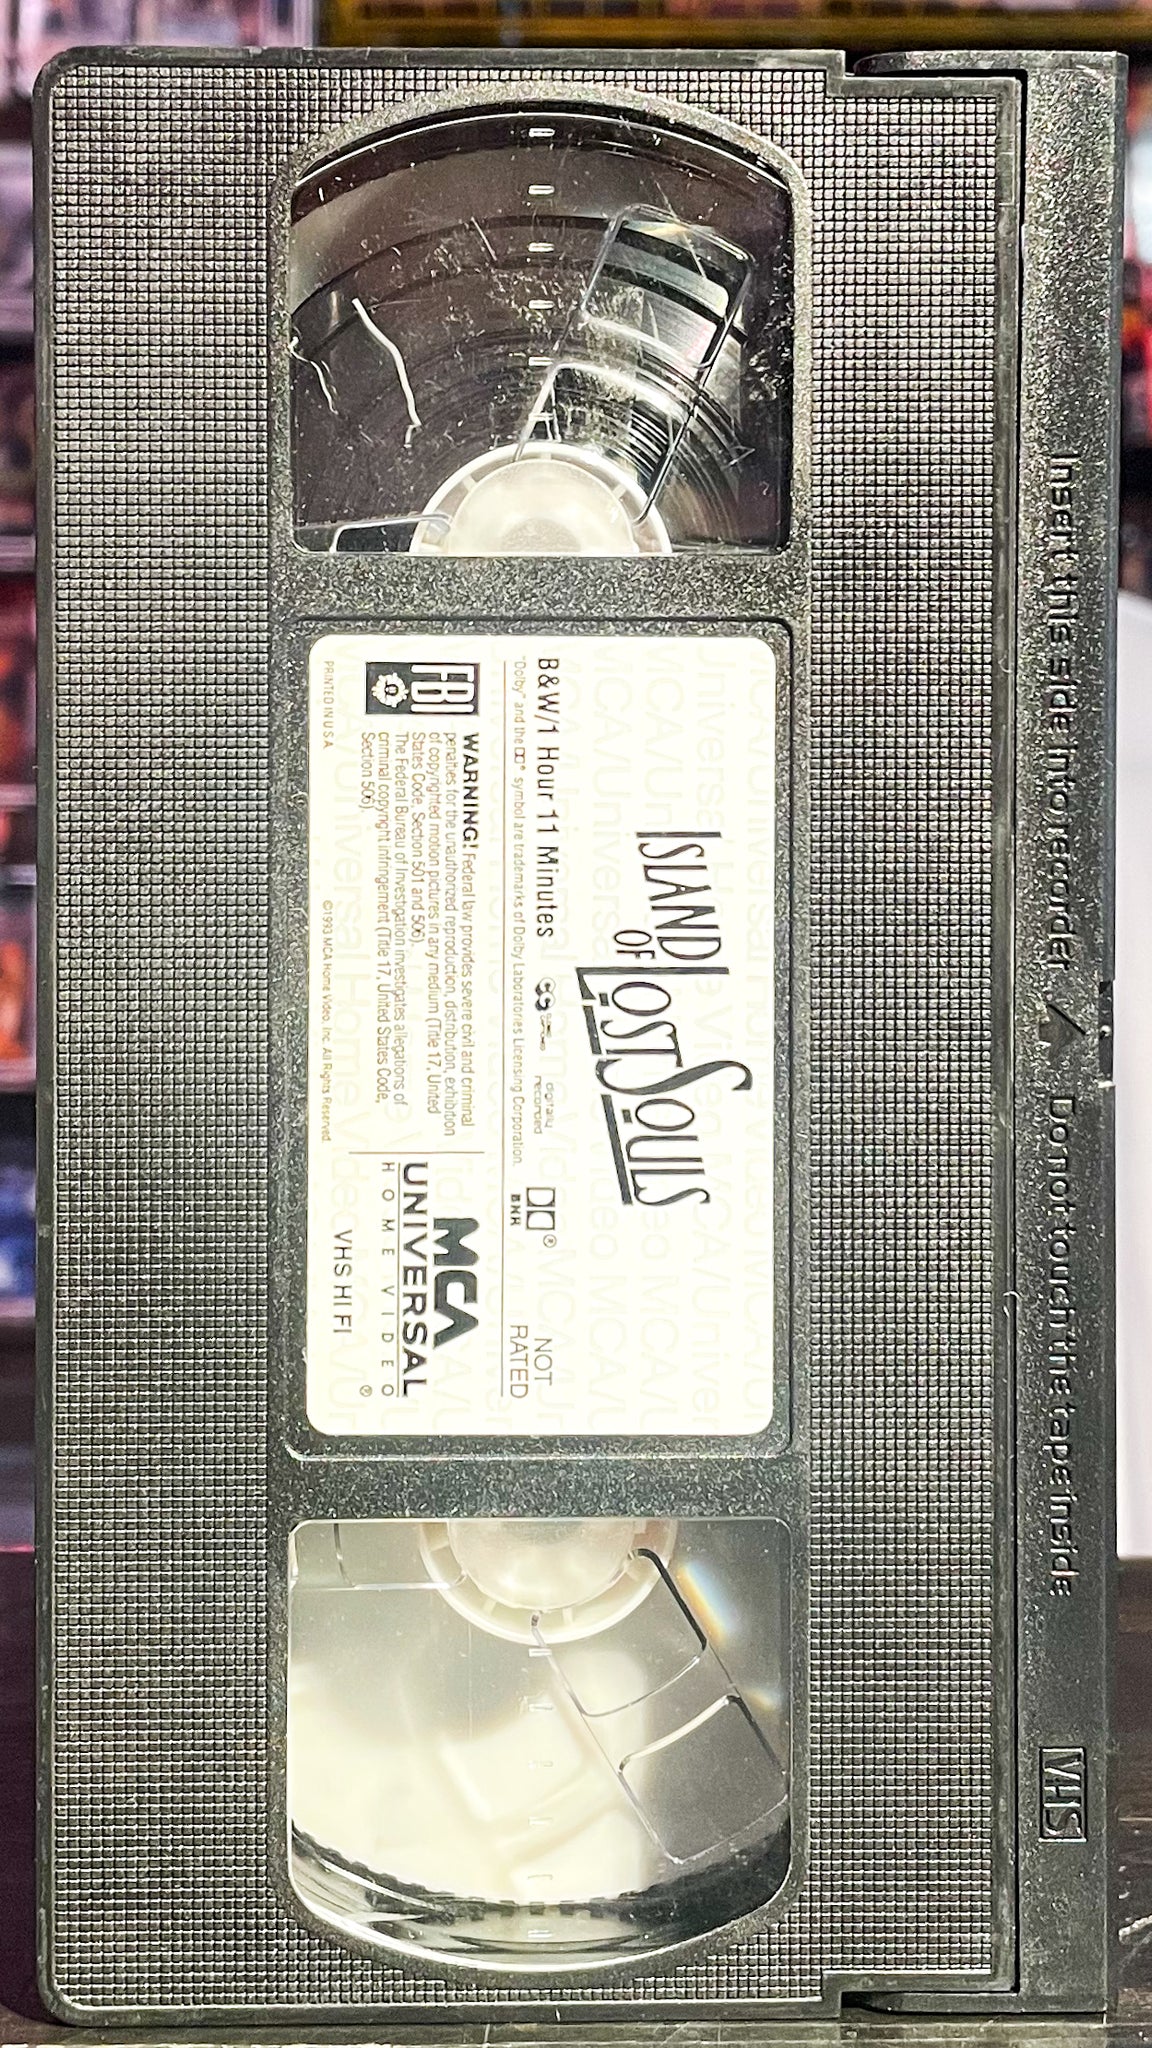 Insert this side into recorder / △ Do not touch the tape inside
VHS
ISLAND
OF LOST SOULS
B&W/1 Hour 11 Minutes
digitally
recorded
®
BNR
NOT
RATED
"Dolby" and the symbol are trademarks of Dolby Laboratories Licensing Corporation.
FBI
WARNING! Federal law provides severe civil and criminal
penalties for the unauthorized reproduction, distribution, exhibition
of copyrighted motion pictures in any medium (Title 17, United
States Code, Section 501 and 506).
The Federal Bureau of Investigation investigates allegations of
criminal copyright infringement (Title 17, United States Code,
Section 506).
MCA
UNIVERSAL
HOME VIDEO®
PRINTED IN U.S.A.
©1993 MCA Home Video, Inc. All Rights Reserved.
VHS HI FI